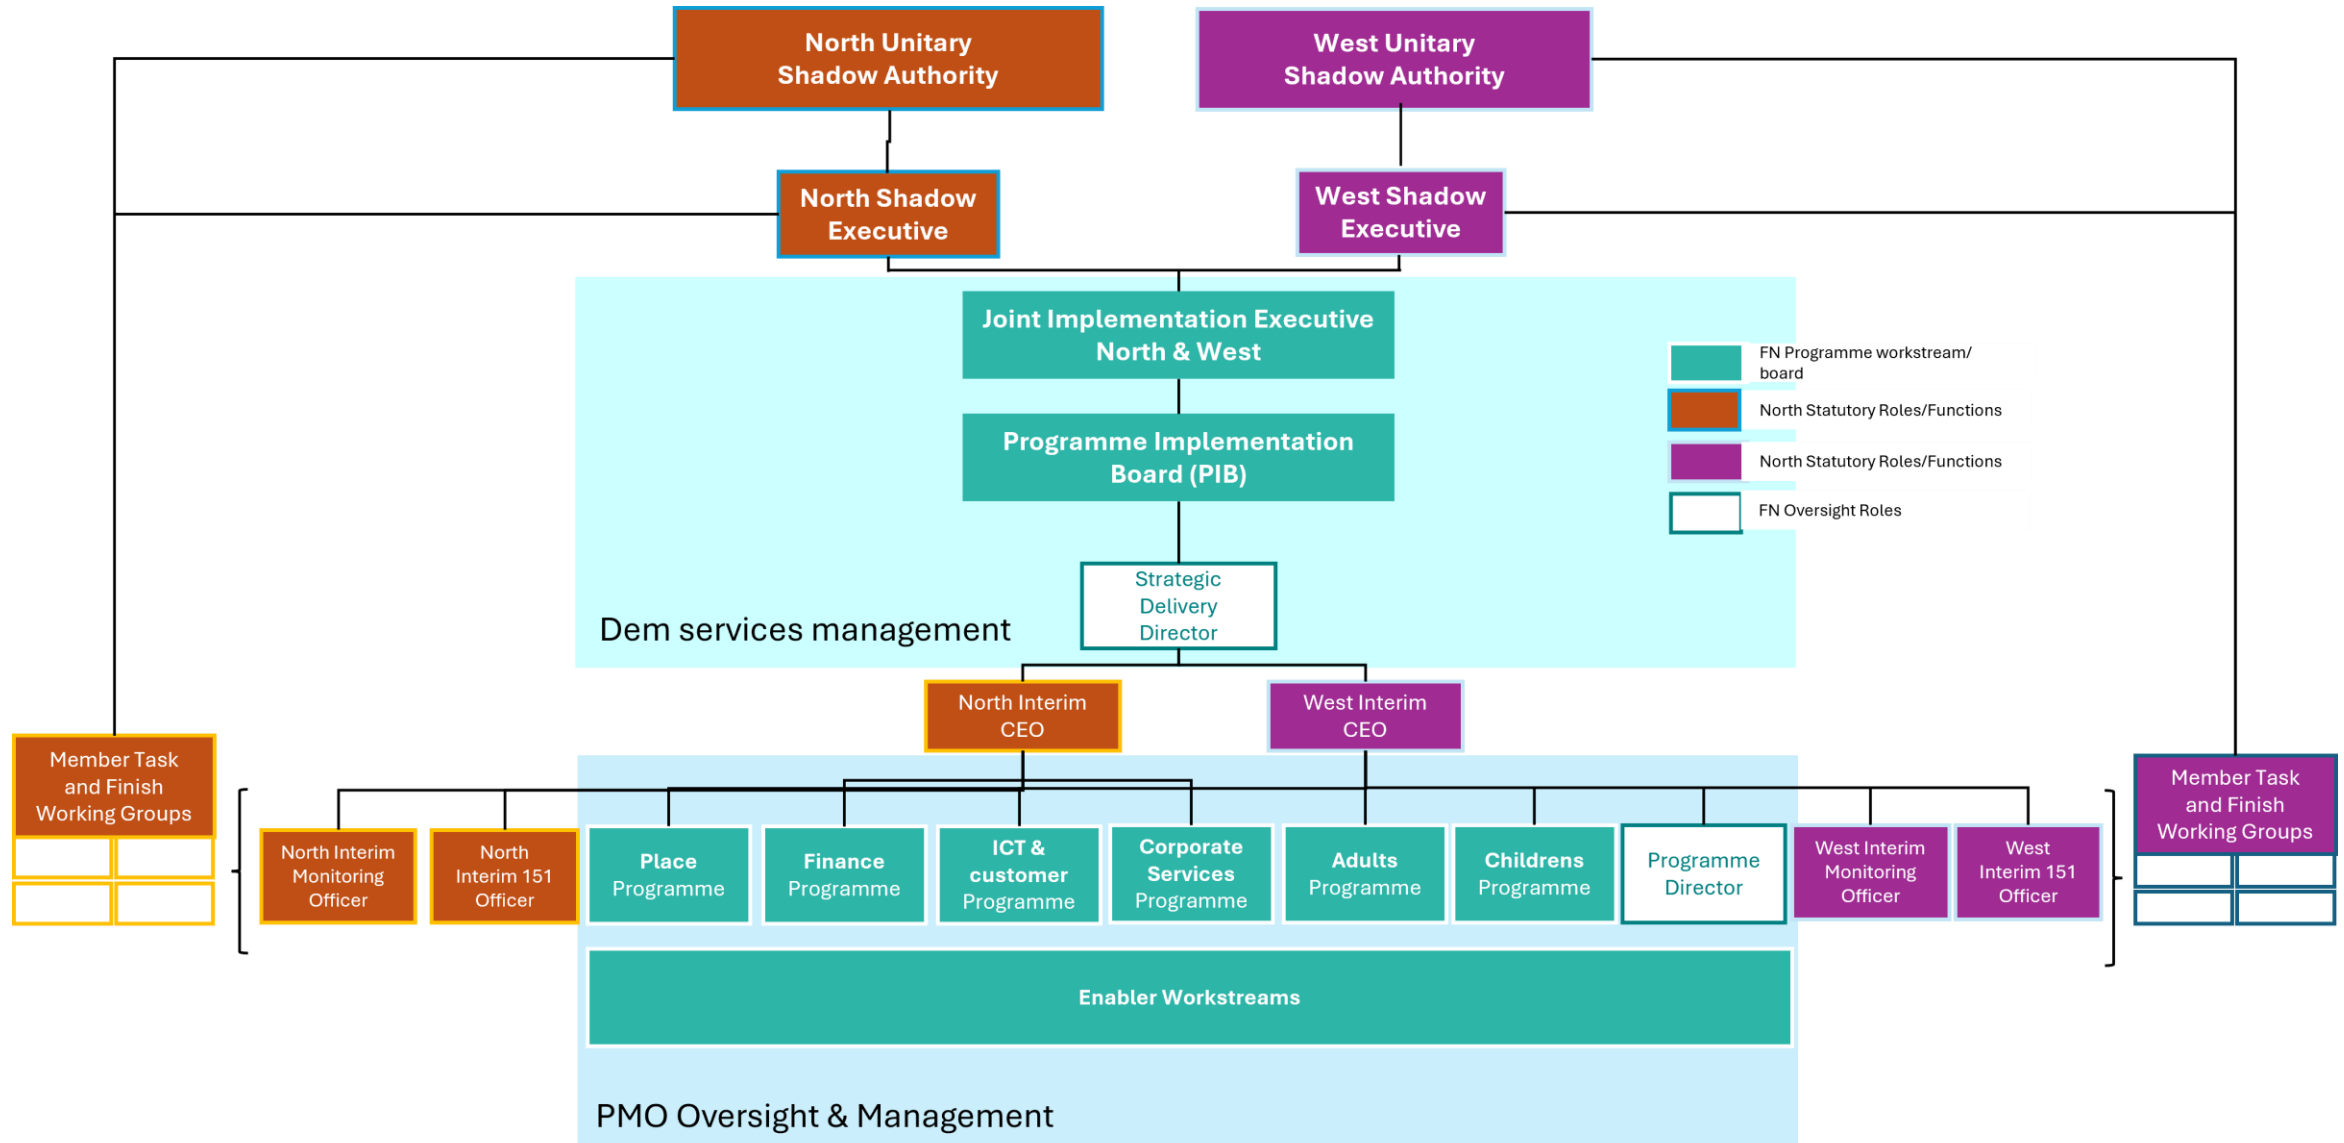 North Unitary
Shadow Authority
West Unitary
Shadow Authority
North Shadow
Executive
West Shadow
Executive
Joint Implementation Executive
North & West
Programme Implementation
Board (PIB)
FN Programme workstream/
board
North Statutory Roles/Functions
North Statutory Roles/Functions
FN Oversight Roles
Strategic
Delivery
Director
Dem services management
North Interim
CEO
West Interim
CEO
Member Task
and Finish
Working Groups
North Interim
Monitoring
Officer
North
Interim 151
Officer
Place
Programme
Finance
Programme
ICT &
customer
Programme
Corporate
Services
Programme
Adults
Programme
Childrens
Programme
Programme
Director
West Interim
Monitoring
Officer
West
Interim 151
Officer
Member Task
and Finish
Working Groups
Enabler Workstreams
PMO Oversight & Management